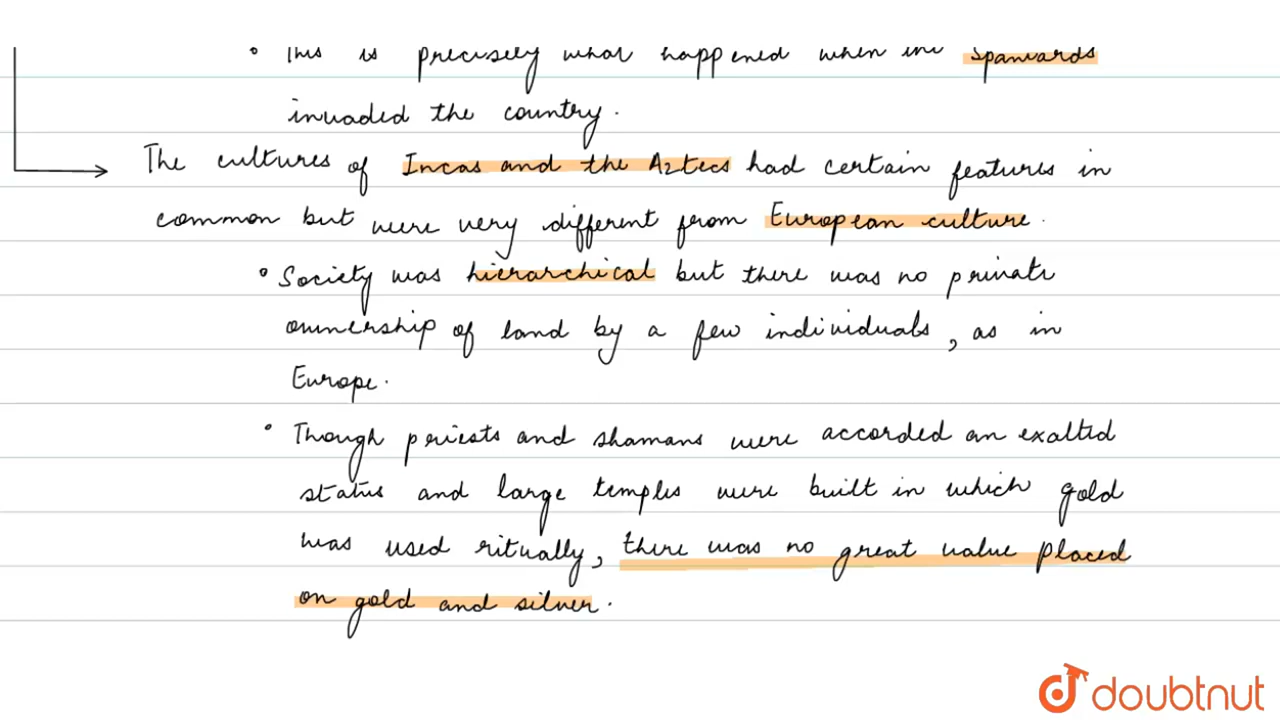 • This is precisely what happened when the Spaniards
invaded the country.
The cultures of Incas and the Aztecs had certain features in
common but were very different from European culture.
• Society was hierarchical but there was no private
ownership of land by a few individuals, as in
Europe.
• Though priests and shamans were accorded an exalted
status and large temples were built in which gold
was used ritually, there was no great value placed
on gold and silver.
doubtnut